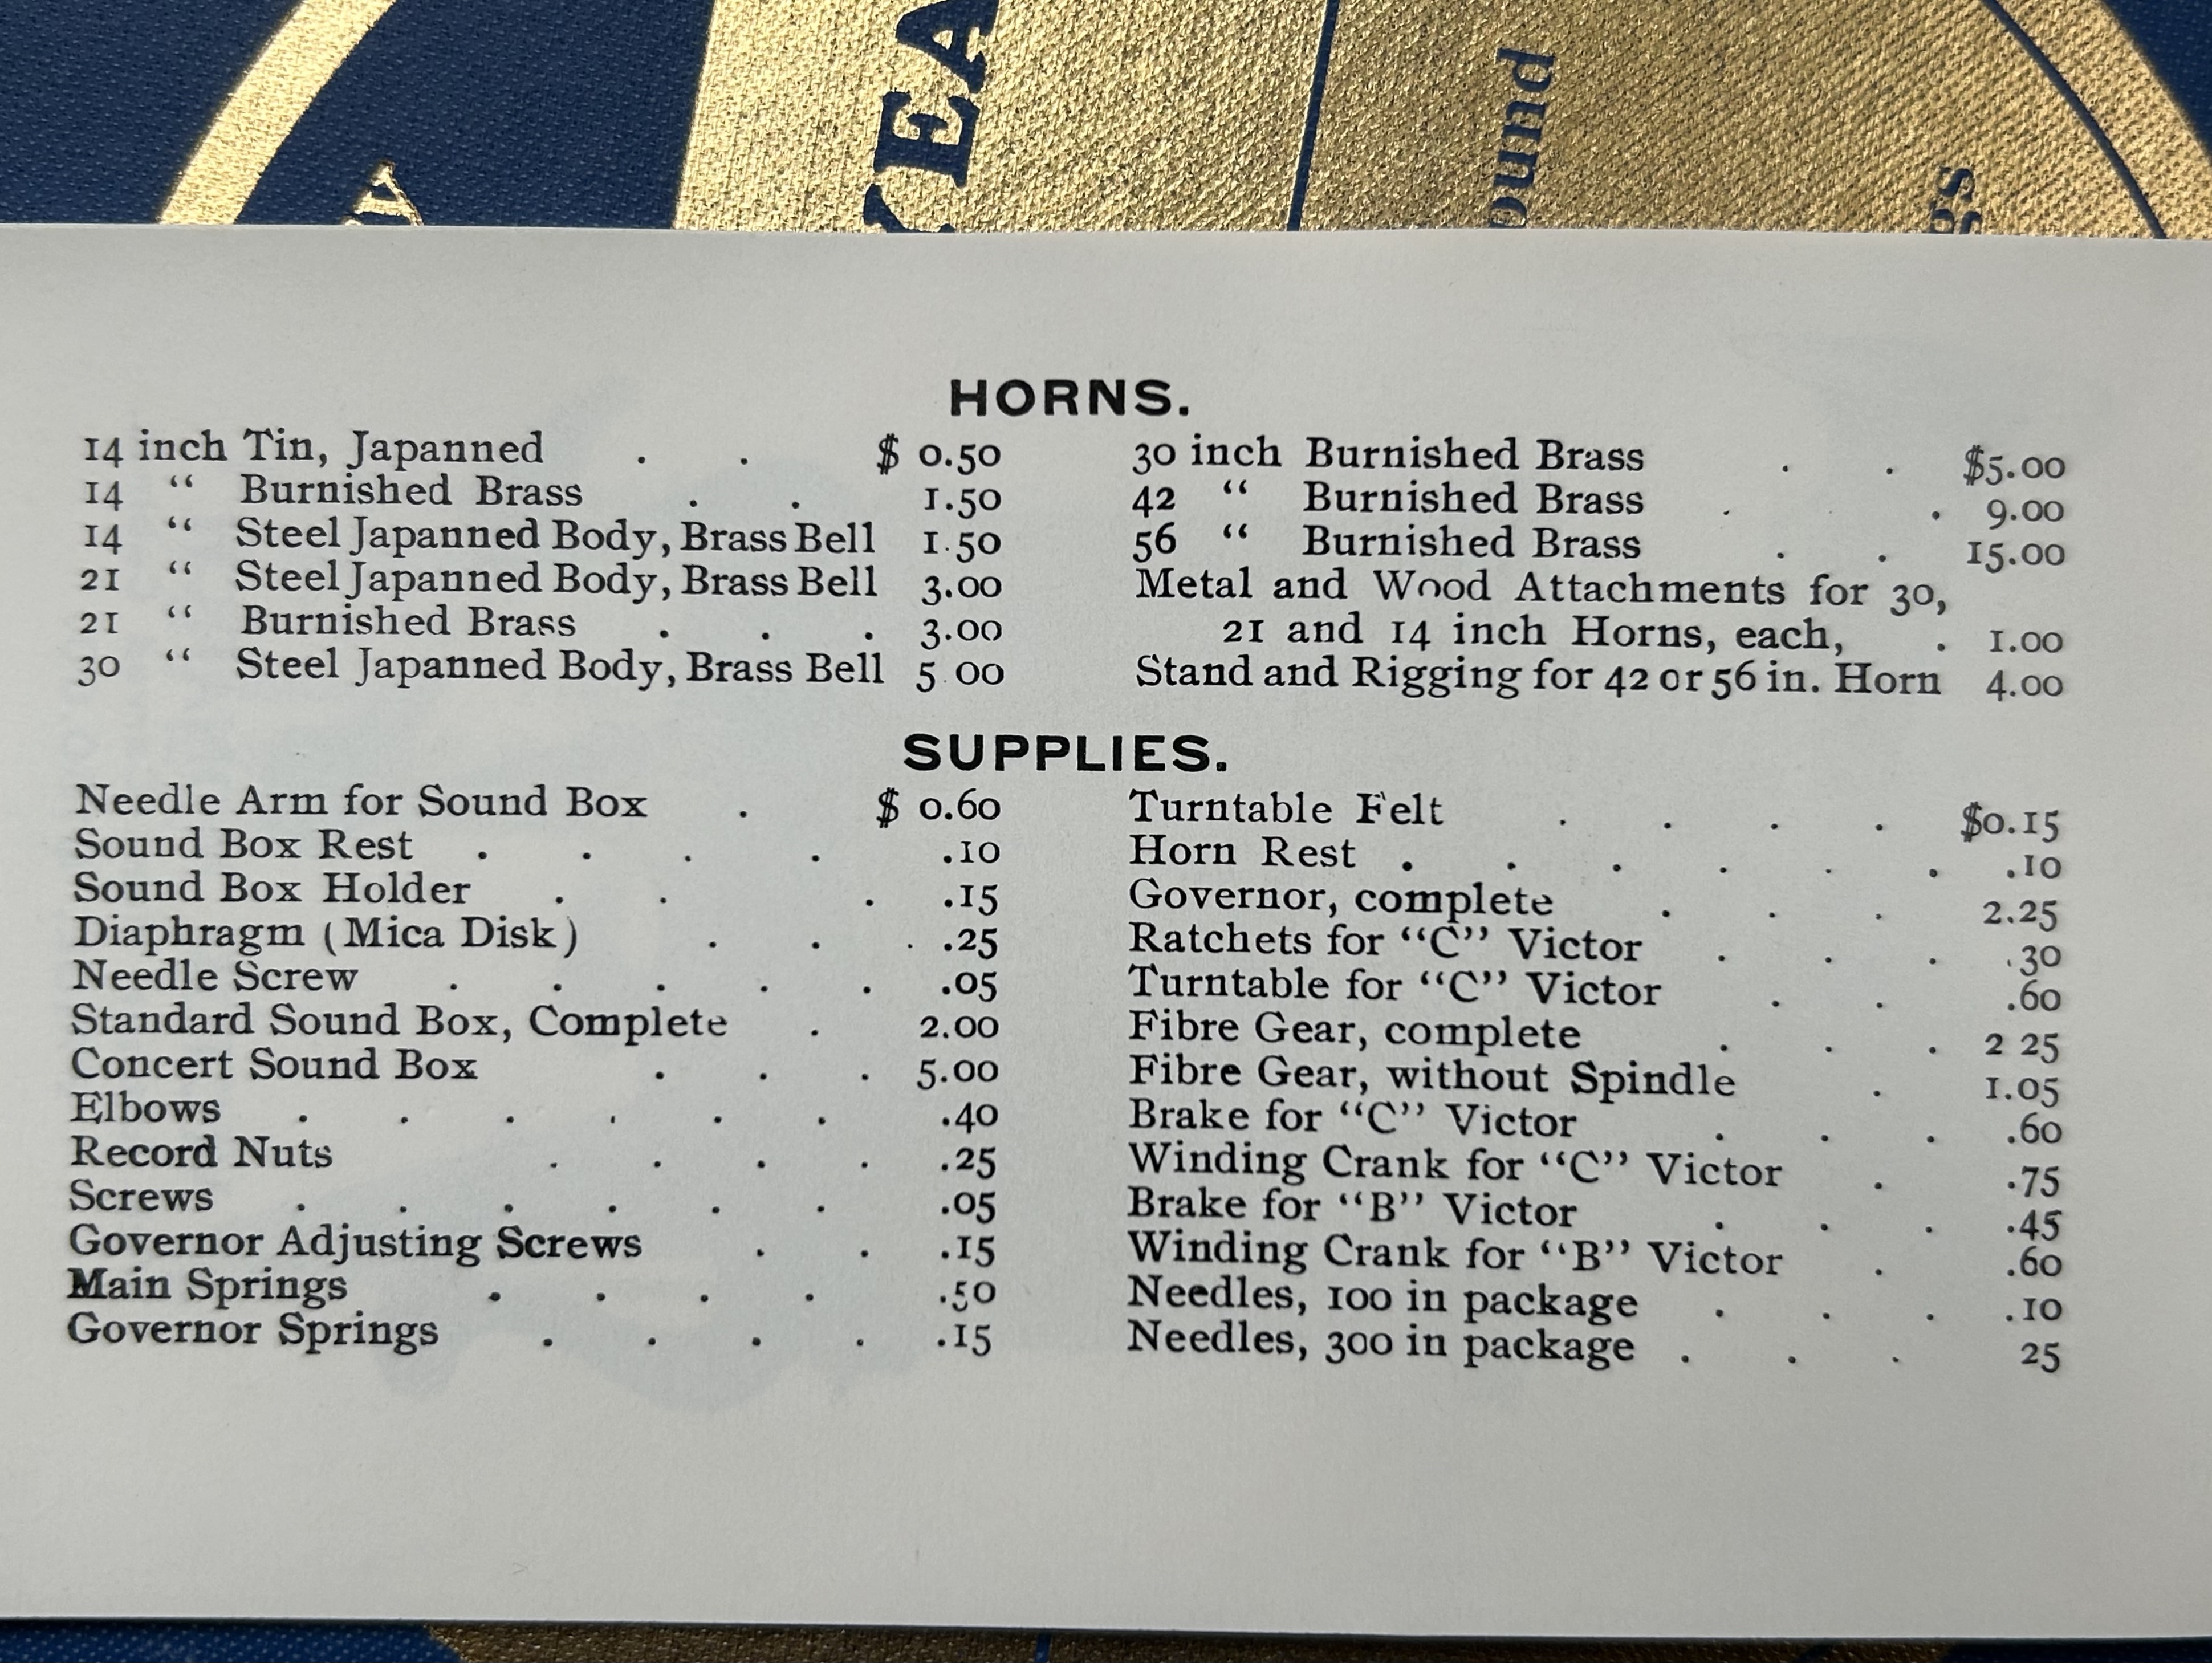 YEA
ound
gs
HORNS.
14 inch Tin, Japanned . . $ 0.50
14 “ Burnished Brass . . 1.50
14 “ Steel Japanned Body, Brass Bell 1.50
21 “ Steel Japanned Body, Brass Bell 3.00
21 “ Burnished Brass . . . 3.00
30 “ Steel Japanned Body, Brass Bell 5 00
30 inch Burnished Brass . . $5.00
42 “ Burnished Brass . . . 9.00
56 “ Burnished Brass . . 15.00
Metal and Wood Attachments for 30,
21 and 14 inch Horns, each, . 1.00
Stand and Rigging for 42 or 56 in. Horn 4.00
SUPPLIES.
Needle Arm for Sound Box . $ 0.60
Sound Box Rest . . . . .10
Sound Box Holder . . . .15
Diaphragm (Mica Disk) . . . .25
Needle Screw . . . . . .05
Standard Sound Box, Complete . 2.00
Concert Sound Box . . . 5.00
Elbows . . . . . . .40
Record Nuts . . . . .25
Screws . . . . . . .05
Governor Adjusting Screws . . .15
Main Springs . . . . .50
Governor Springs . . . . .15
Turntable Felt . . . . $0.15
Horn Rest . . . . . . .10
Governor, complete . . . 2.25
Ratchets for “C” Victor . . . .30
Turntable for “C” Victor . . .60
Fibre Gear, complete . . . 2 25
Fibre Gear, without Spindle . 1.05
Brake for “C” Victor . . . .60
Winding Crank for “C” Victor . .75
Brake for “B” Victor . . . .45
Winding Crank for “B” Victor . .60
Needles, 100 in package . . . .10
Needles, 300 in package . . . 25